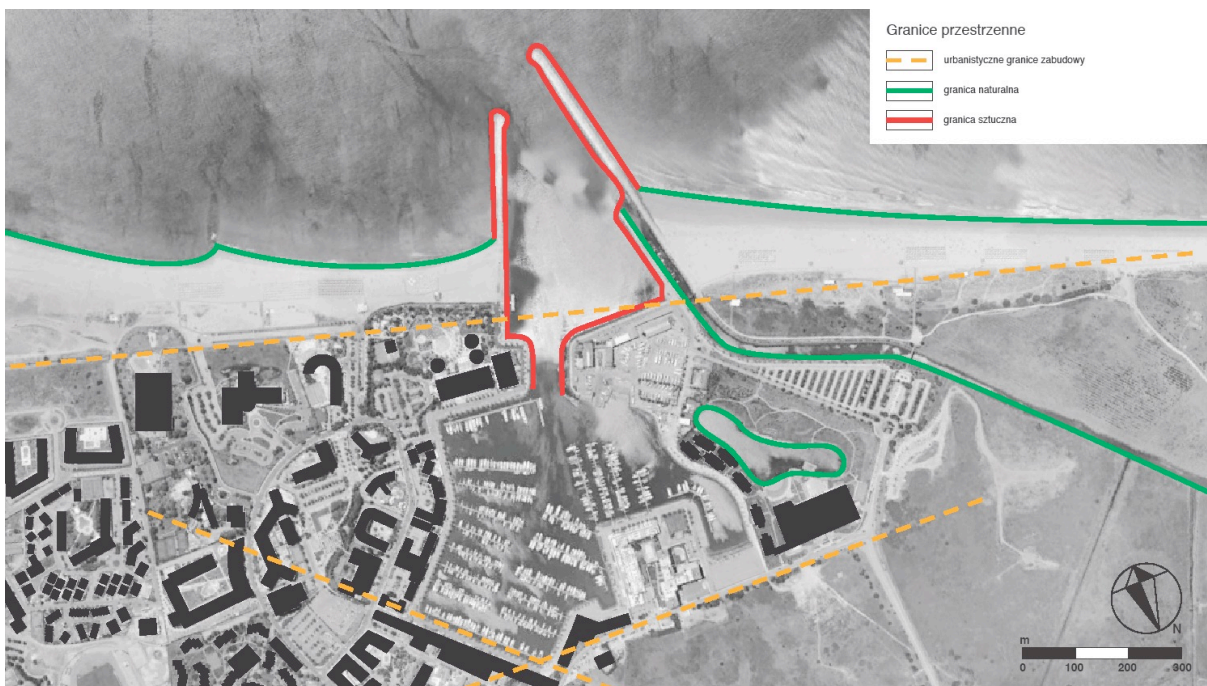 Granice przestrzenne
urbanistyczne granice zabudowy
granica naturalna
granica sztuczna
N
m
0 100 200 300